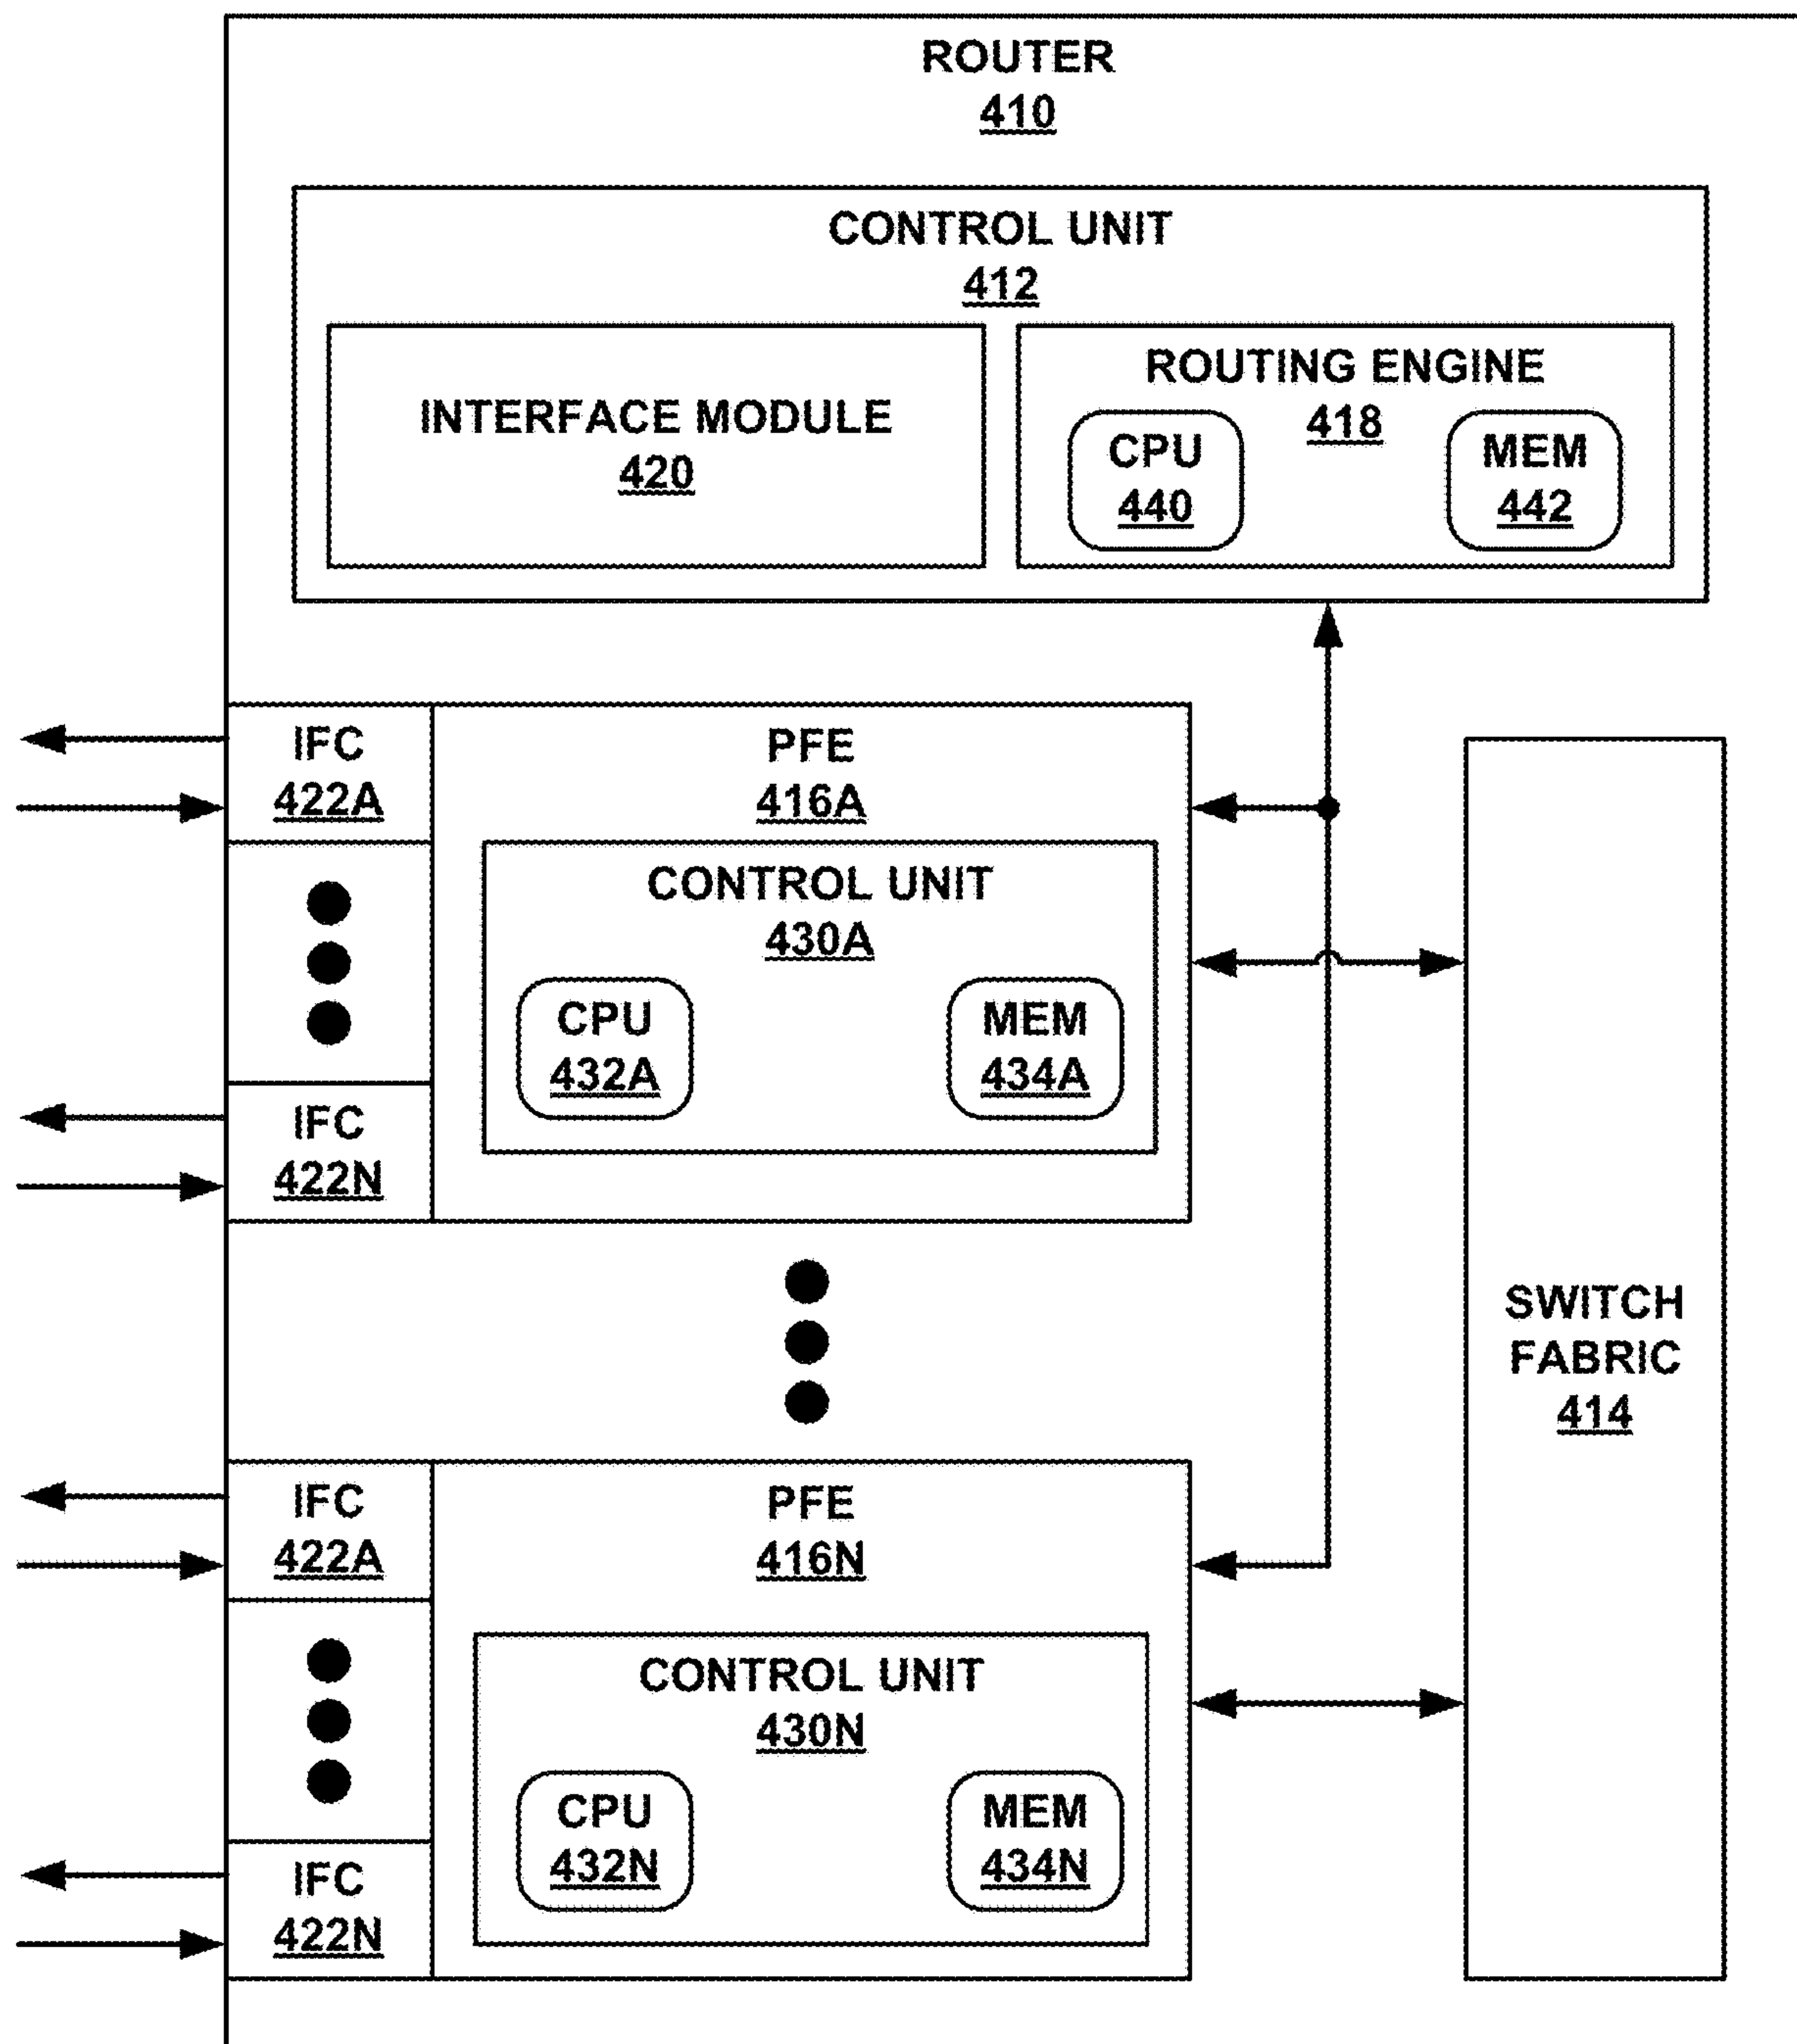 ROUTER
410
CONTROL UNIT
412
INTERFACE MODULE
420
ROUTING ENGINE
418
CPU
440
MEM
442
IFC
422A
PFE
416A
CONTROL UNIT
430A
CPU
432A
MEM
434A
IFC
422N
SWITCH
FABRIC
414
IFC
422A
PFE
416N
CONTROL UNIT
430N
CPU
432N
MEM
434N
IFC
422N